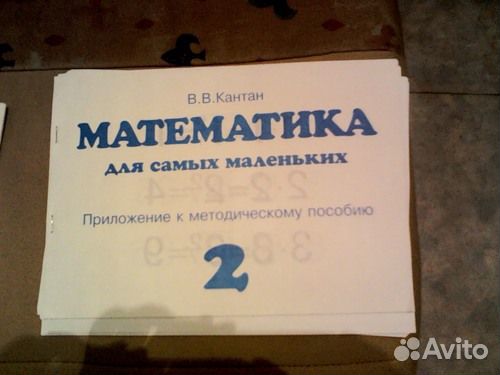 В.В.Кантан
МАТЕМАТИКА
для самых маленьких
Приложение к методическому пособию
2
Avito